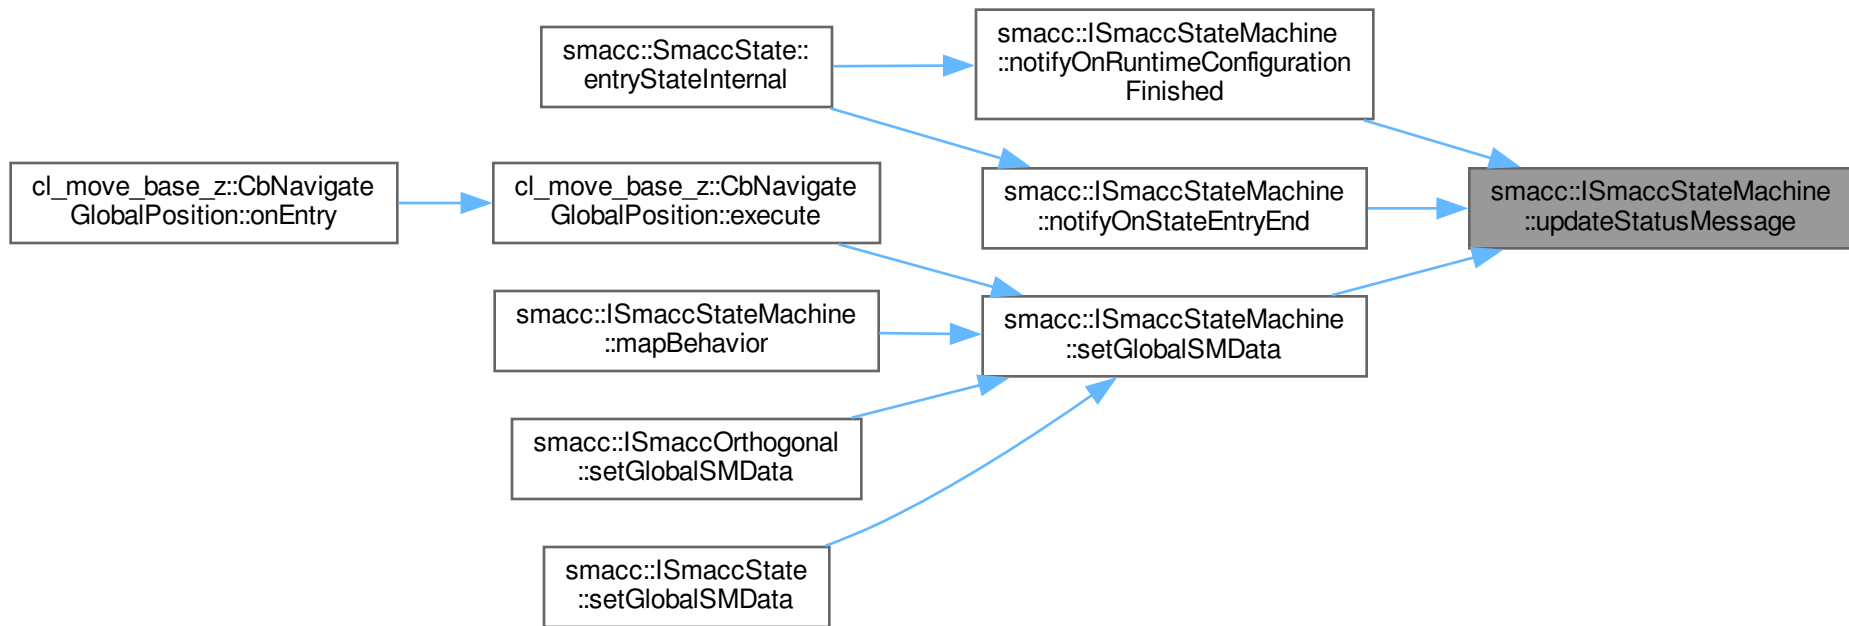 smacc::SmaccState::
entryStateInternal
smacc::ISmaccStateMachine
::notifyOnRuntimeConfiguration
Finished
cl_move_base_z::CbNavigate
GlobalPosition::onEntry
cl_move_base_z::CbNavigate
GlobalPosition::execute
smacc::ISmaccStateMachine
::notifyOnStateEntryEnd
smacc::ISmaccStateMachine
::updateStatusMessage
smacc::ISmaccStateMachine
::mapBehavior
smacc::ISmaccStateMachine
::setGlobalSMData
smacc::ISmaccOrthogonal
::setGlobalSMData
smacc::ISmaccState
::setGlobalSMData